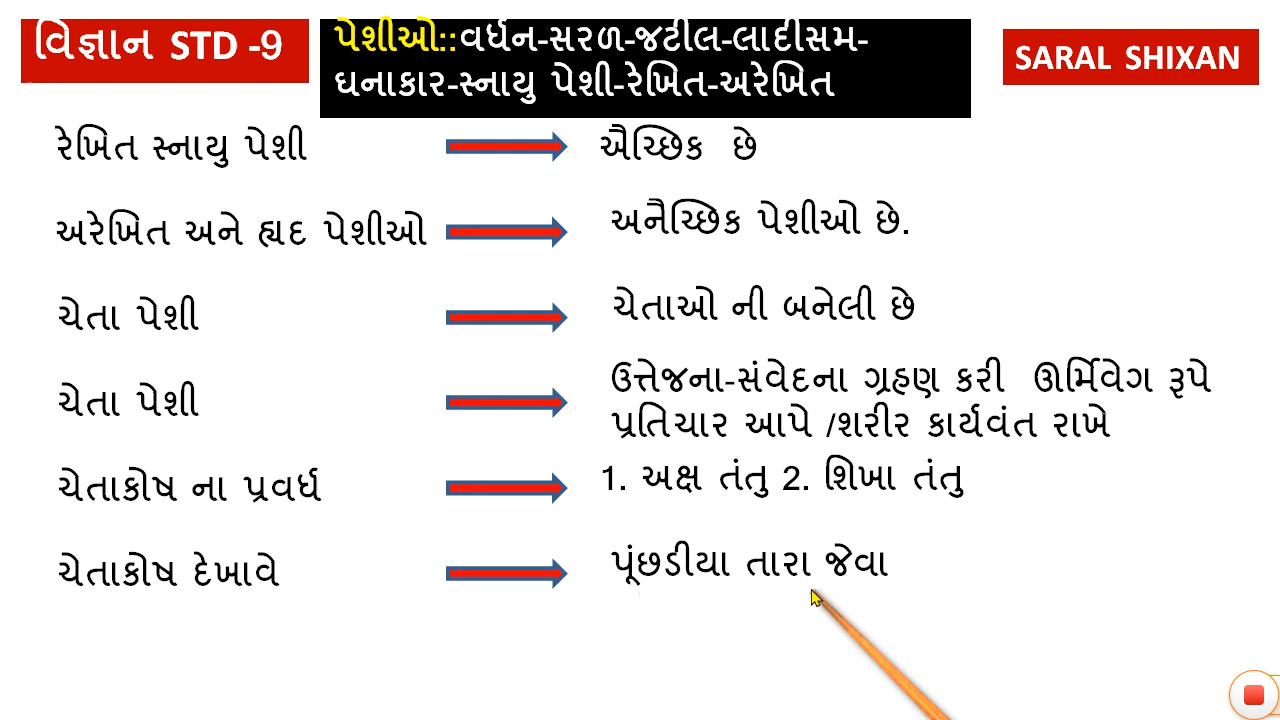 વિજ્ઞાન STD -9
પેશીઓ::વર્ધન-સરળ-જટીલ-લાદીસમ-
ઘનાકાર-સ્નાયુ પેશી-રેખિત-અરેખિત
SARAL SHIXAN
રેખિત સ્નાયુ પેશી
ઐચ્છિક છે
અરેખિત અને હ્યદ પેશીઓ
અનૈચ્છિક પેશીઓ છે.
ચેતા પેશી
ચેતાઓ ની બનેલી છે
ચેતા પેશી
ઉત્તેજના-સંવેદના ગ્રહણ કરી ઊર્મિવેગ રૂપે
પ્રતિચાર આપે /શરીર કાર્યવંત રાખે
ચેતાકોષ ના પ્રવર્ધ
1. અક્ષ તંતુ 2. શિખા તંતુ
ચેતાકોષ દેખાવે
પૂંછડીયા તારા જેવા